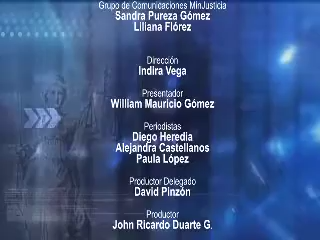 Grupo de Comunicaciones MinJusticia
Sandra Pureza Gómez
Liliana Flórez
Dirección
Indira Vega
Presentador
William Mauricio Gómez
Periodistas
Diego Heredia
Alejandra Castellanos
Paula López
Productor Delegado
David Pinzón
Productor
John Ricardo Duarte G.